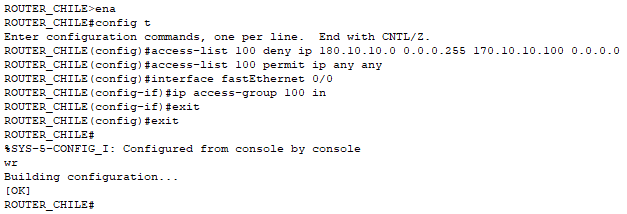 ROUTER_CHILE>ena
ROUTER_CHILE#config t
Enter configuration commands, one per line.  End with CNTL/Z.
ROUTER_CHILE(config)#access-list 100 deny ip 180.10.10.0 0.0.0.255 170.10.10.100 0.0.0.0
ROUTER_CHILE(config)#access-list 100 permit ip any any
ROUTER_CHILE(config)#interface fastEthernet 0/0
ROUTER_CHILE(config-if)#ip access-group 100 in
ROUTER_CHILE(config-if)#exit
ROUTER_CHILE(config)#exit
ROUTER_CHILE#
%SYS-5-CONFIG_I: Configured from console by console
wr
Building configuration...
[OK]
ROUTER_CHILE#